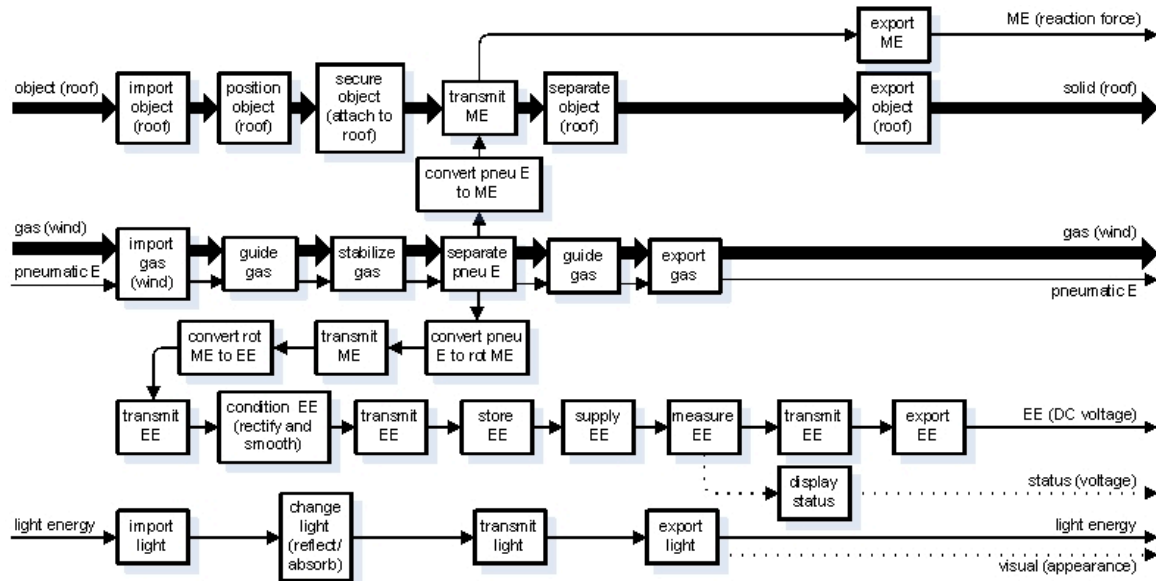 export
ME
ME (reaction force)
object (roof)
import
object
(roof)
position
object
(roof)
secure
object
(attach to
roof)
transmit
ME
separate
object
(roof)
export
object
(roof)
solid (roof)
convert pneu E
to ME
gas (wind)
pneumatic E
import
gas
(wind)
guide
gas
stabilize
gas
separate
pneu E
guide
gas
export
gas
gas (wind)
pneumatic E
convert rot
ME to EE
transmit
ME
convert pneu
E to rot ME
transmit
EE
condition EE
(rectify and
smooth)
transmit
EE
store
EE
supply
EE
measure
EE
transmit
EE
export
EE
EE (DC voltage)
display
status
status (voltage)
light energy
import
light
change
light
(reflect/
absorb)
transmit
light
export
light
light energy
visual (appearance)